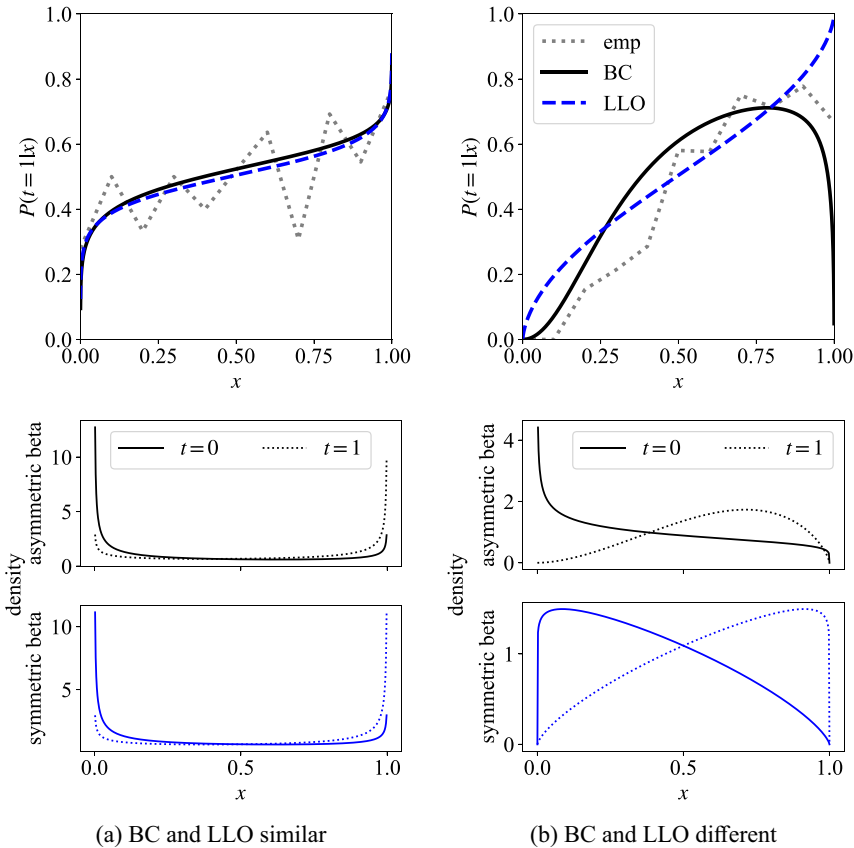 1.0
0.8
0.6
0.4
0.2
0.0
P(t = 1|x)
0.00 0.25 0.50 0.75 1.00
x
1.0
0.8
0.6
0.4
0.2
0.0
P(t = 1|x)
emp
BC
LLO
0.00 0.25 0.50 0.75 1.00
x
density
asymmetric beta
10
5
0
t = 0 t = 1
symmetric beta
10
5
0.0 0.5 1.0
x
density
asymmetric beta
4
2
0
t = 0 t = 1
symmetric beta
1
0
0.0 0.5 1.0
x
(a) BC and LLO similar
(b) BC and LLO different